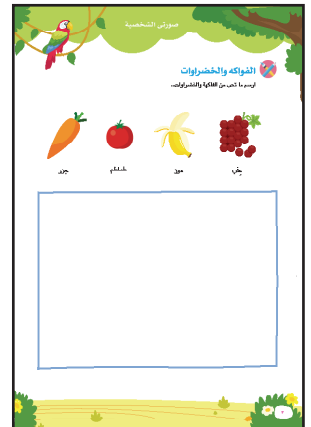 صورتي الشخصية
الفواكه والخضراوات
ارسم ما تحب من الفاكهة والخضراوات.
عنب
موز
طماطم
جزر